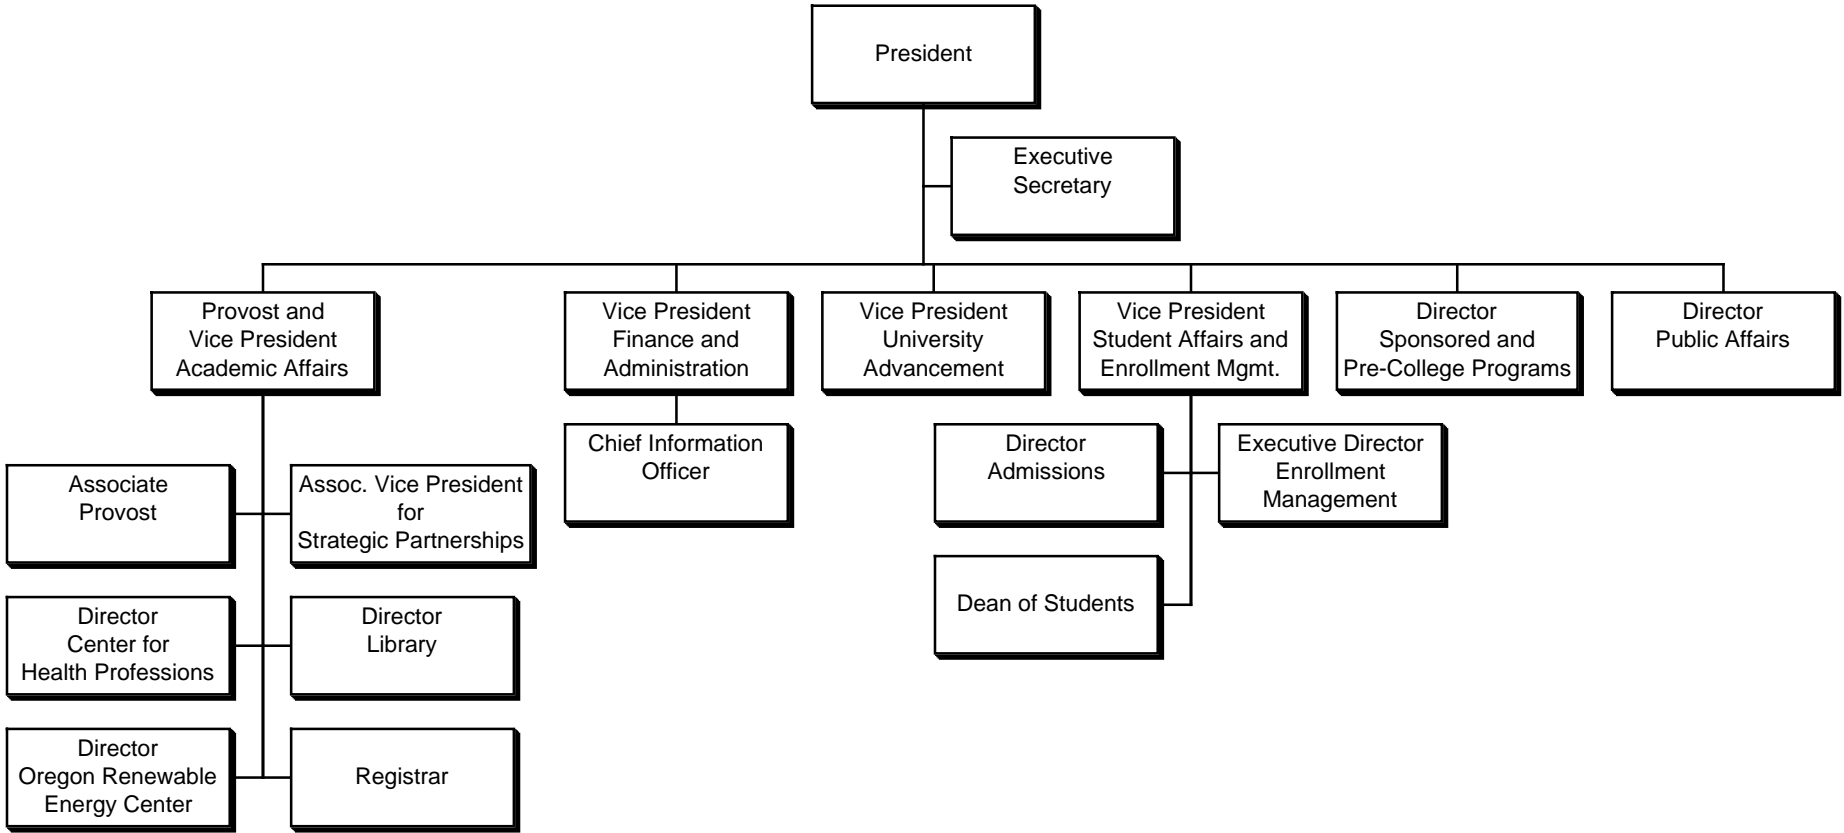 President
Executive
Secretary
Provost and
Vice President
Academic Affairs
Vice President
Finance and
Administration
Vice President
University
Advancement
Vice President
Student Affairs and
Enrollment Mgmt.
Director
Sponsored and
Pre-College Programs
Director
Public Affairs
Associate
Provost
Assoc. Vice President
for
Strategic Partnerships
Director
Center for
Health Professions
Director
Library
Director
Oregon Renewable
Energy Center
Registrar
Chief Information
Officer
Director
Admissions
Executive Director
Enrollment
Management
Dean of Students